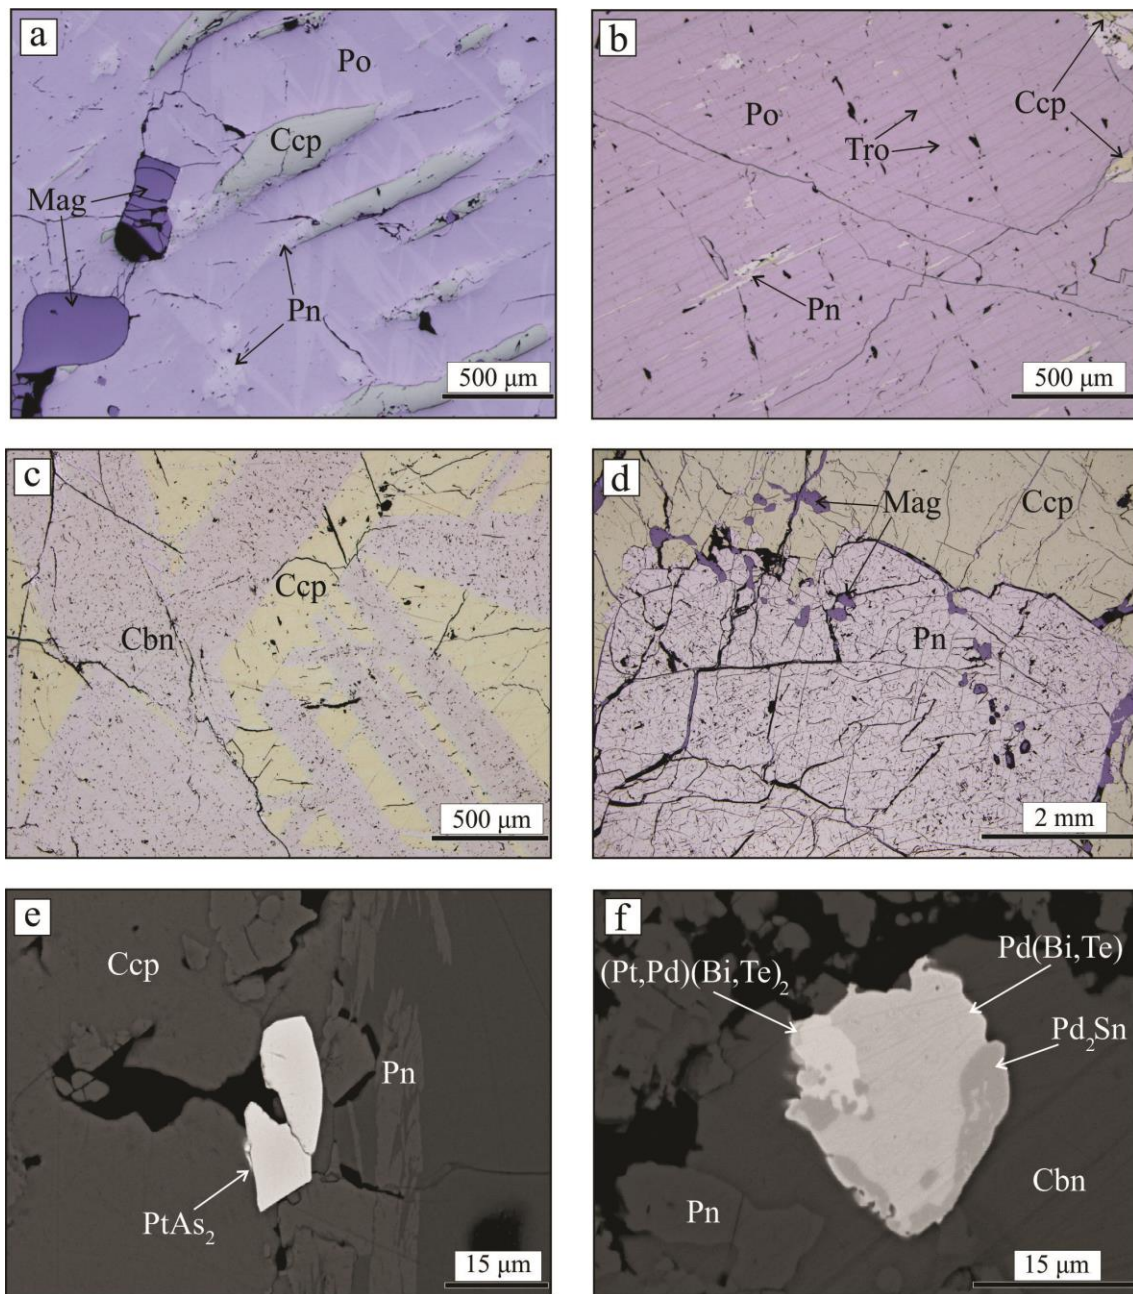 a
Po
Ccp
Mag
Pn
500 μm
b
Ccp
Po
Tro
Pn
500 μm
c
Ccp
Cbn
500 μm
d
Ccp
Mag
Pn
2 mm
e
Ccp
Pn
PtAs₂
15 μm
f
Pd(Bi,Te)
(Pt,Pd)(Bi,Te)₂
Pd₂Sn
Cbn
Pn
15 μm